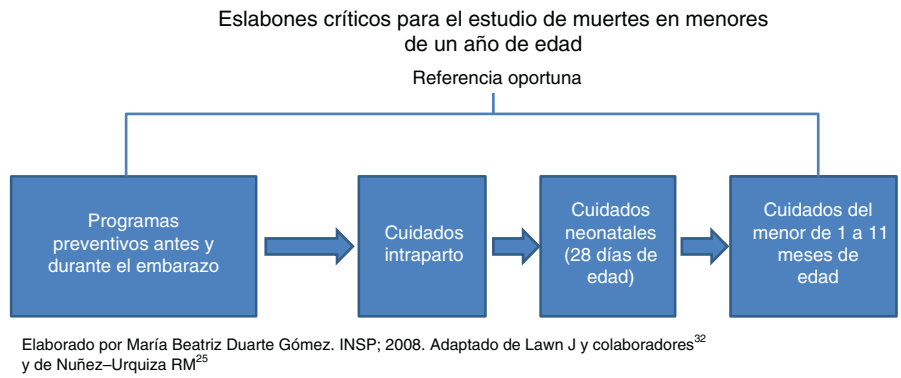 Eslabones críticos para el estudio de muertes en menores
de un año de edad
Referencia oportuna
Programas
preventivos antes y
durante el embarazo
Cuidados
intraparto
Cuidados
neonatales
(28 días de
edad)
Cuidados del
menor de 1 a 11
meses de
edad
Elaborado por María Beatriz Duarte Gómez. INSP; 2008. Adaptado de Lawn J y colaboradores32
y de Nuñez–Urquiza RM25